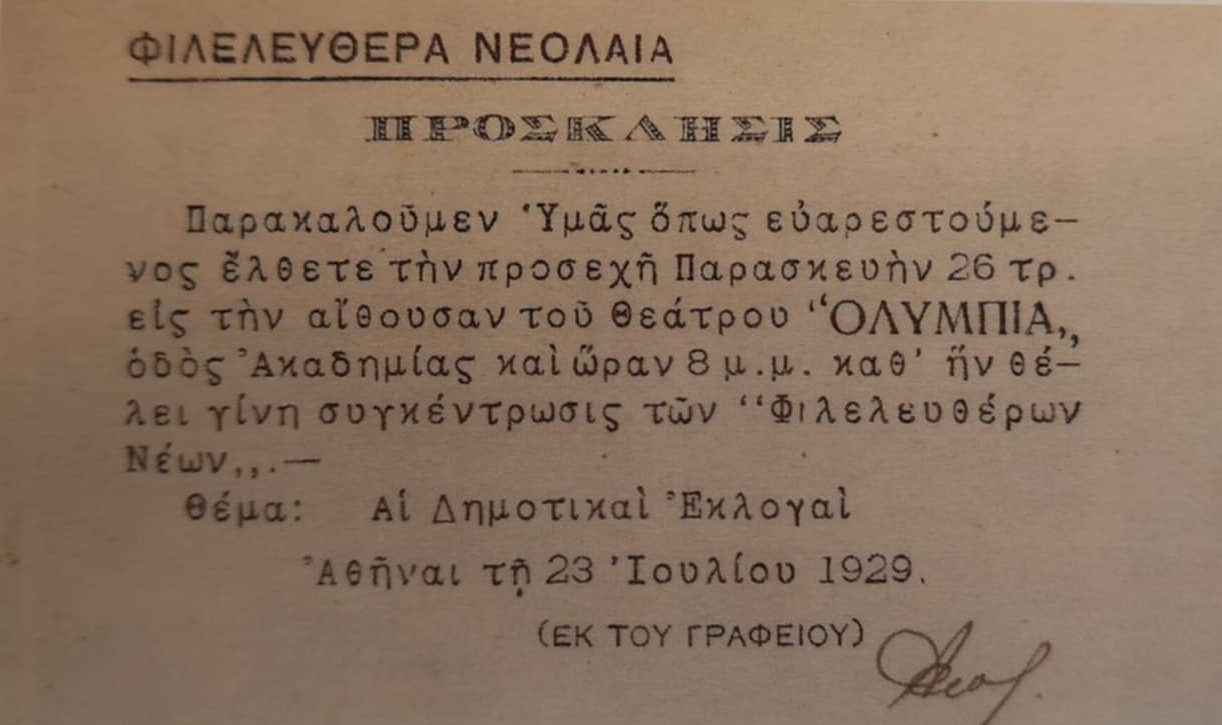 ΦΙΛΕΛΕΥΘΕΡΑ ΝΕΟΛΑΙΑ
ΠΡΟΣΚΛΗΣΙΣ
Παρακαλοῦμεν Ὑμᾶς ὅπως εὐαρεστούμε-
νος ἔλθετε τὴν προσεχῆ Παρασκευὴν 26 τρ.
εἰς τὴν αἴθουσαν τοῦ Θεάτρου ‘‘ΟΛΥΜΠΙΑ,,
ὁδὸς Ἀκαδημίας καὶ ὥραν 8 μ.μ. καθ’ ἥν θέ-
λει γίνη συγκέντρωσις τῶν ‘‘Φιλελευθέρων
Νέων,,.—
Θέμα: Αἱ Δημοτικαὶ Ἐκλογαὶ
Ἀθῆναι τῇ 23 Ἰουλίου 1929.
(ΕΚ ΤΟΥ ΓΡΑΦΕΙΟΥ)